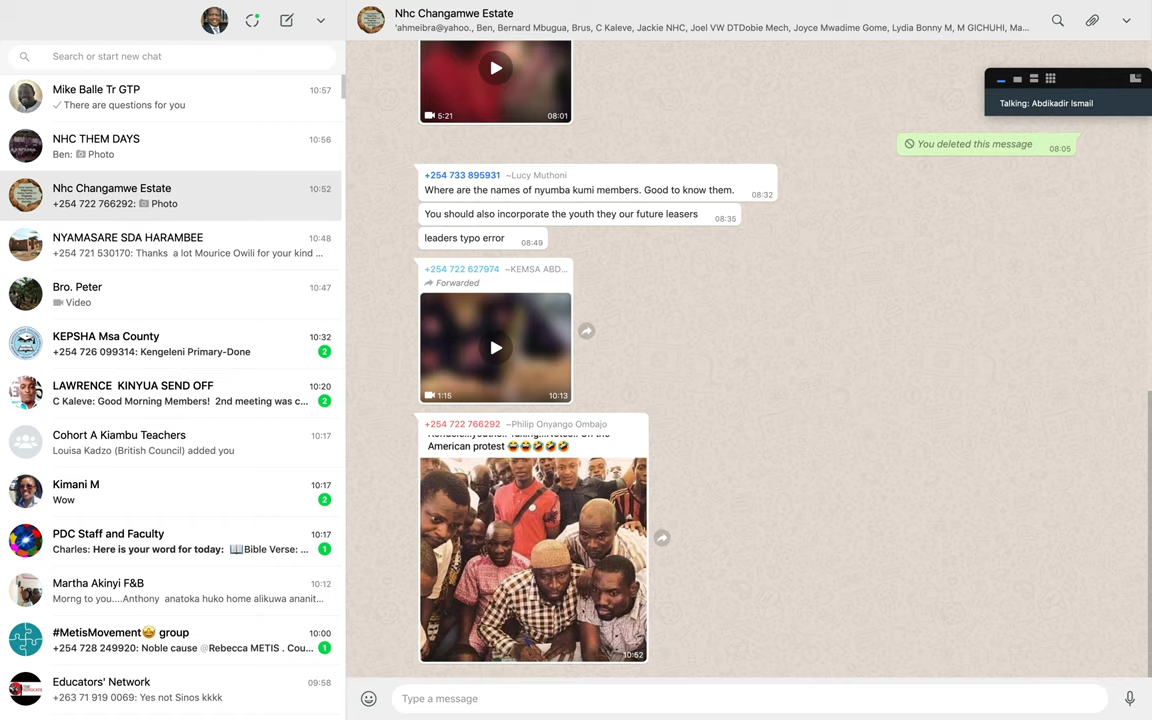 Search or start new chat
Mike Balle Tr GTP
10:57
There are questions for you
NHC THEM DAYS
10:56
Ben: Photo
Nhc Changamwe Estate
10:52
+254 722 766292: Photo
NYAMASARE SDA HARAMBEE
10:48
+254 721 530170: Thanks a lot Mourice Owili for your kind ...
Bro. Peter
10:47
Video
KEPSHA Msa County
10:32
+254 726 099314: Kengeleni Primary-Done
2
LAWRENCE KINYUA SEND OFF
10:20
C Kaleve: Good Morning Members! 2nd meeting was c...
2
Cohort A Kiambu Teachers
10:17
Louisa Kadzo (British Council) added you
Kimani M
10:17
Wow
2
PDC Staff and Faculty
10:17
Charles: Here is your word for today: 📖Bible Verse: ...
1
Martha Akinyi F&B
10:12
Morng to you....Anthony anatoka huko home alikuwa ananit...
#MetisMovement🤩 group
10:00
+254 728 249920: Noble cause @Rebecca METIS . Cou...
1
Educators' Network
09:58
+263 71 919 0069: Yes not Sinos kkkk
Nhc Changamwe Estate
'ahmeibra@yahoo., Ben, Bernard Mbugua, Brus, C Kaleve, Jackie NHC, Joel VW DTDobie Mech, Joyce Mwadime Gome, Lydia Bonny M, M GICHUHI, Ma...
5:21
08:01
Talking: Abdikadir Ismail
You deleted this message
08:05
+254 733 895931 ~Lucy Muthoni
Where are the names of nyumba kumi members. Good to know them.
08:32
You should also incorporate the youth they our future leasers
08:35
leaders typo error
08:49
+254 722 627974 ~KEMSA ABD...
Forwarded
1:15
10:13
+254 722 766292 ~Philip Onyango Ombajo
American protest 😂😂🤣🤣🤣
10:52
Type a message